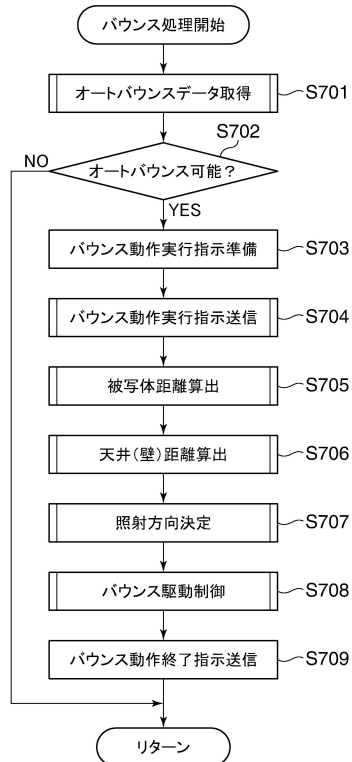 バウンス処理開始
オートバウンスデータ取得
S701
S702
オートバウンス可能？
NO
YES
バウンス動作実行指示準備
S703
バウンス動作実行指示送信
S704
被写体距離算出
S705
天井(壁)距離算出
S706
照射方向決定
S707
バウンス駆動制御
S708
バウンス動作終了指示送信
S709
リターン